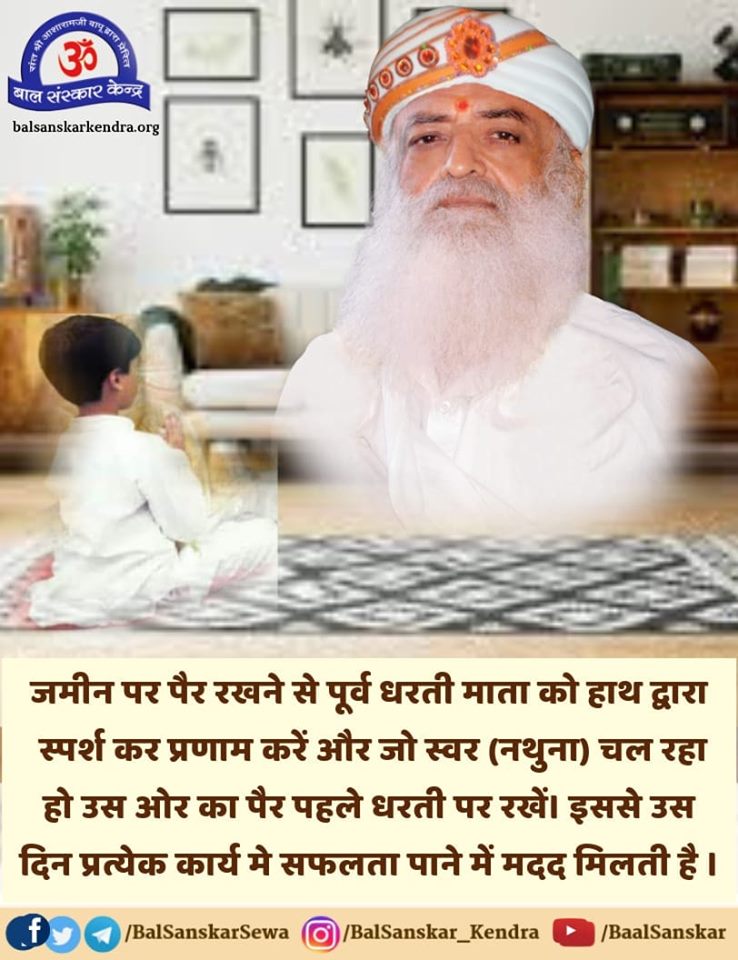 संत श्री आशारामजी बापू द्वारा प्रेरित
ॐ
बाल संस्कार केन्द्र
balsanskarkendra.org
जमीन पर पैर रखने से पूर्व धरती माता को हाथ द्वारा
स्पर्श कर प्रणाम करें और जो स्वर (नथुना) चल रहा
हो उस ओर का पैर पहले धरती पर रखें। इससे उस
दिन प्रत्येक कार्य मे सफलता पाने में मदद मिलती है ।
/BalSanskarSewa /BalSanskar_Kendra /BaalSanskar